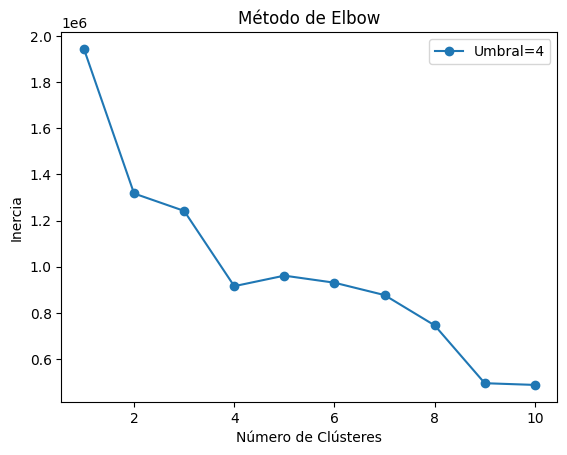 Método de Elbow
1e6
Umbral=4
2.0
1.8
1.6
1.4
1.2
1.0
0.8
0.6
Inercia
2 4 6 8 10
Número de Clústeres